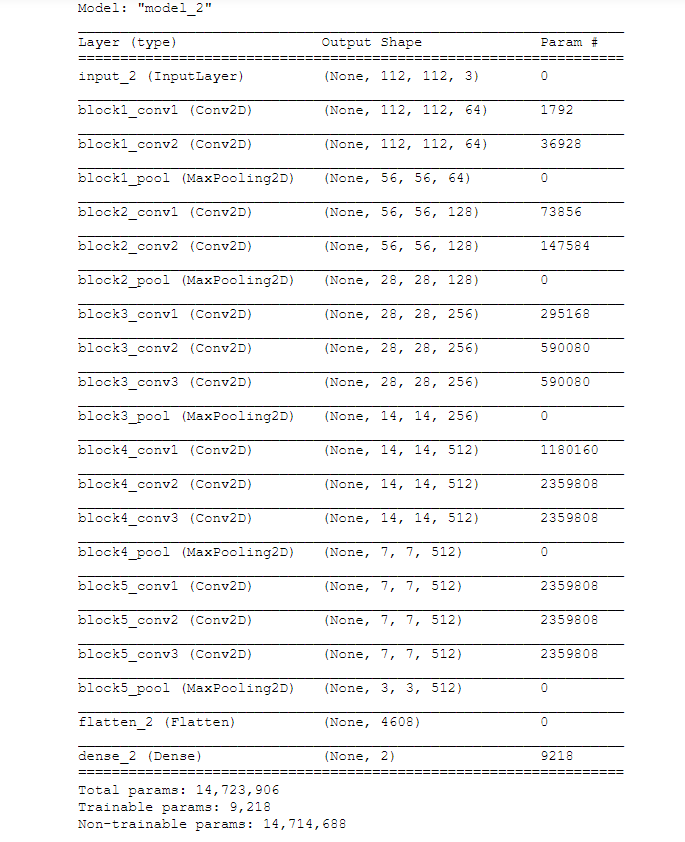 Model: "model_2"
Layer (type) Output Shape Param #
input_2 (InputLayer) (None, 112, 112, 3) 0
block1_conv1 (Conv2D) (None, 112, 112, 64) 1792
block1_conv2 (Conv2D) (None, 112, 112, 64) 36928
block1_pool (MaxPooling2D) (None, 56, 56, 64) 0
block2_conv1 (Conv2D) (None, 56, 56, 128) 73856
block2_conv2 (Conv2D) (None, 56, 56, 128) 147584
block2_pool (MaxPooling2D) (None, 28, 28, 128) 0
block3_conv1 (Conv2D) (None, 28, 28, 256) 295168
block3_conv2 (Conv2D) (None, 28, 28, 256) 590080
block3_conv3 (Conv2D) (None, 28, 28, 256) 590080
block3_pool (MaxPooling2D) (None, 14, 14, 256) 0
block4_conv1 (Conv2D) (None, 14, 14, 512) 1180160
block4_conv2 (Conv2D) (None, 14, 14, 512) 2359808
block4_conv3 (Conv2D) (None, 14, 14, 512) 2359808
block4_pool (MaxPooling2D) (None, 7, 7, 512) 0
block5_conv1 (Conv2D) (None, 7, 7, 512) 2359808
block5_conv2 (Conv2D) (None, 7, 7, 512) 2359808
block5_conv3 (Conv2D) (None, 7, 7, 512) 2359808
block5_pool (MaxPooling2D) (None, 3, 3, 512) 0
flatten_2 (Flatten) (None, 4608) 0
dense_2 (Dense) (None, 2) 9218
Total params: 14,723,906
Trainable params: 9,218
Non-trainable params: 14,714,688